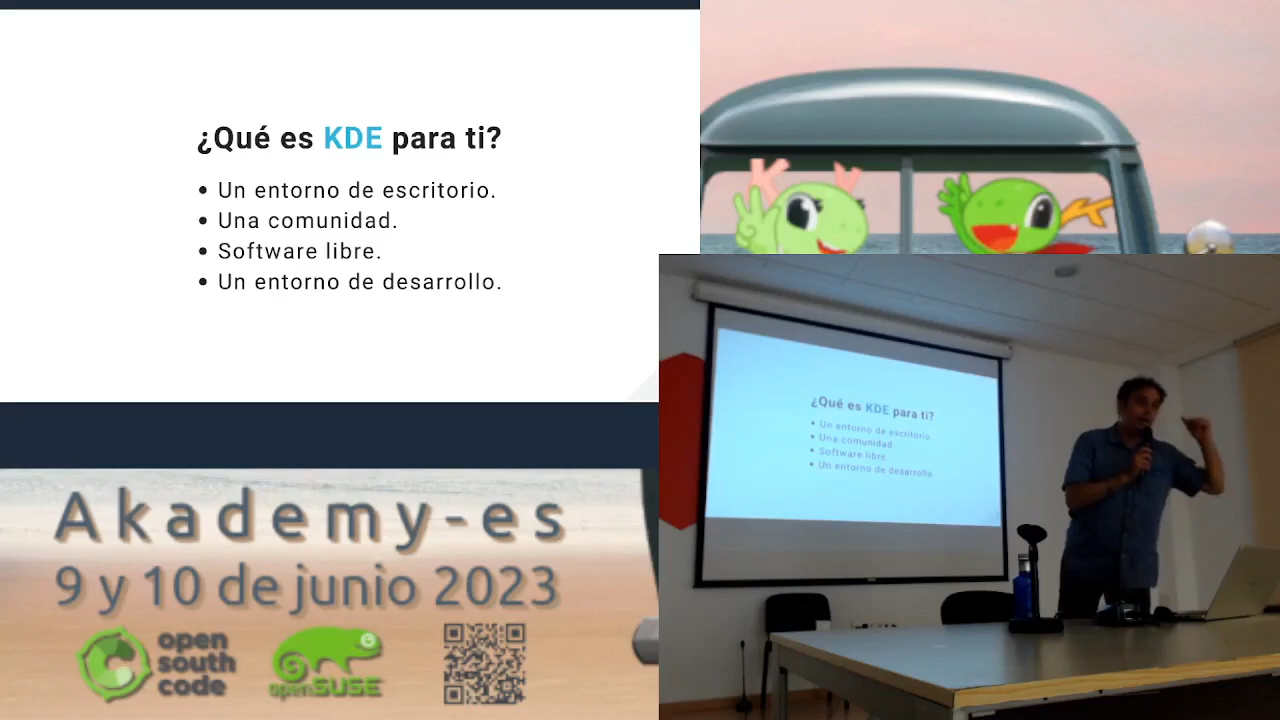 ¿Qué es KDE para ti?
• Un entorno de escritorio.
• Una comunidad.
• Software libre.
• Un entorno de desarrollo.
Akademy-es
9 y 10 de junio 2023
open
south
code
openSUSE
¿Qué es KDE para ti?
• Un entorno de escritorio.
• Una comunidad.
• Software libre.
• Un entorno de desarrollo.